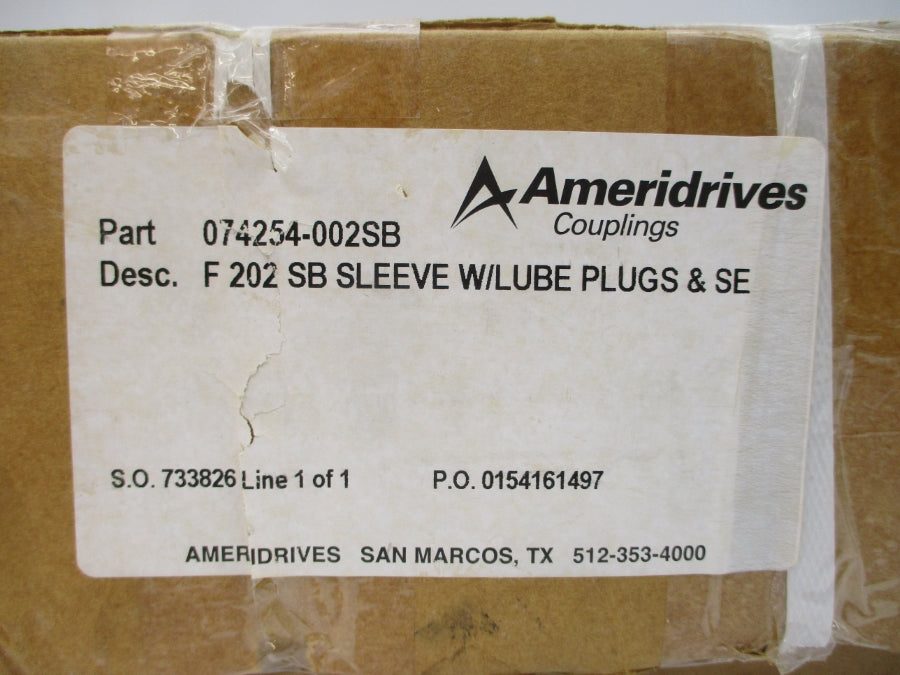 Ameridrives
Couplings
Part 074254-002SB
Desc. F 202 SB SLEEVE W/LUBE PLUGS & SE
S.O. 733826 Line 1 of 1 P.O. 0154161497
AMERIDRIVES SAN MARCOS, TX 512-353-4000